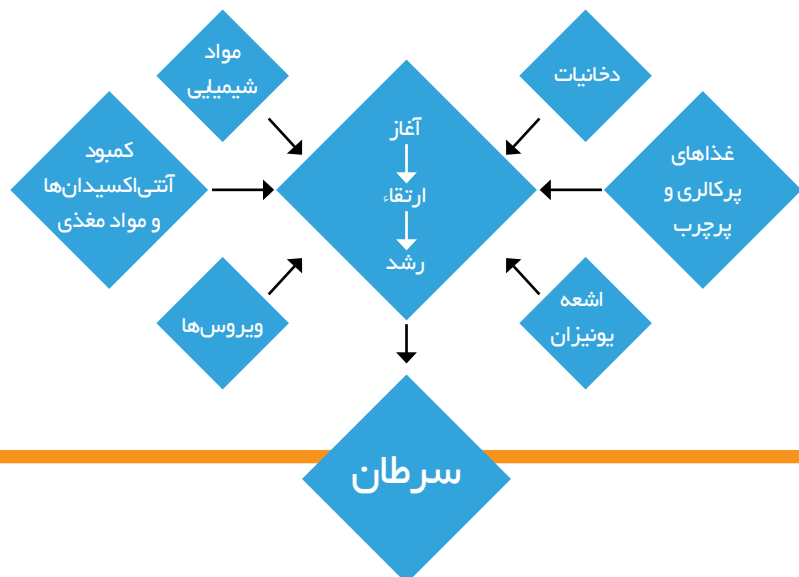 دخانیات
مواد
شیمیایی
غذاهای
پرکالری و
پرچرب
آغاز
ارتقاء
رشد
کمبود
آنتی‌اکسیدان‌ها
و مواد مغذی
اشعه
یونیزان
ویروس‌ها
سرطان